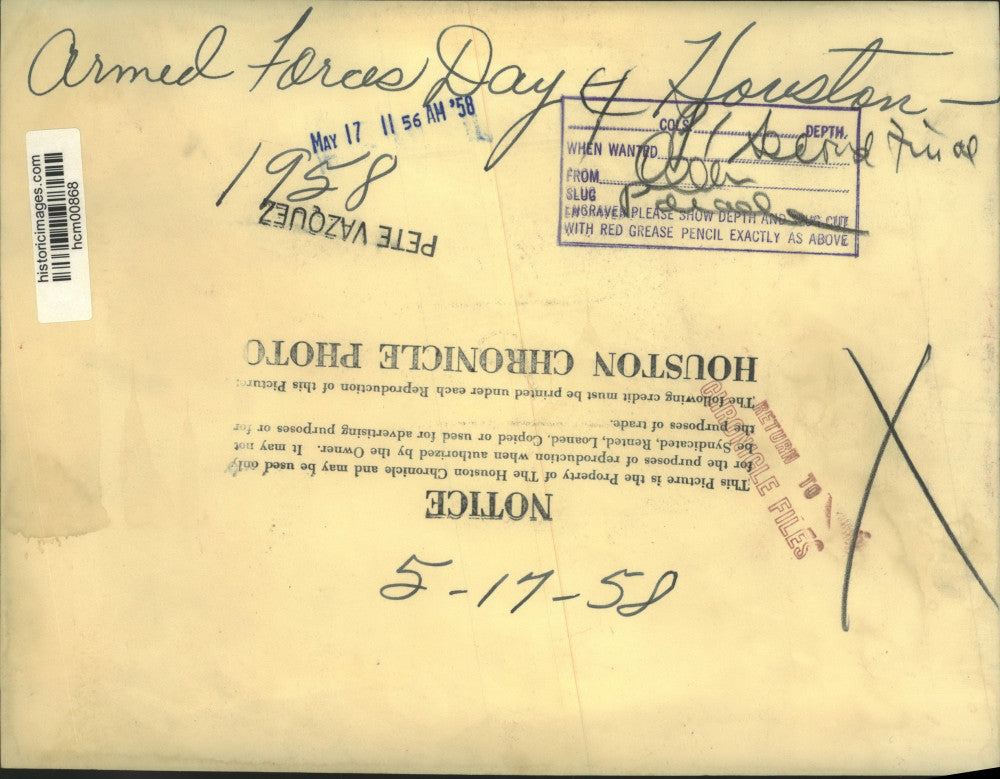 Armed Forces Day of Houston –
1958
MAY 17 11 56 AM '58
PETE VAZQUEZ
COLS. DEPTH.
WHEN WANTED
FROM
SLUG Parade
ENGRAVER PLEASE SHOW DEPTH AND SLUG CUT
WITH RED GREASE PENCIL EXACTLY AS ABOVE
Second Final
historicimages.com
hcm00868
RETURN TO
CHRONICLE FILES
NOTICE
This Picture is the Property of The Houston Chronicle and may be used only
for the purposes of reproduction when authorized by the Owner. It may not
be Syndicated, Rented, Loaned, Copied or used for advertising purposes or for
the purposes of trade.
The following credit must be printed under each Reproduction of this Picture:
HOUSTON CHRONICLE PHOTO
5-17-58
X